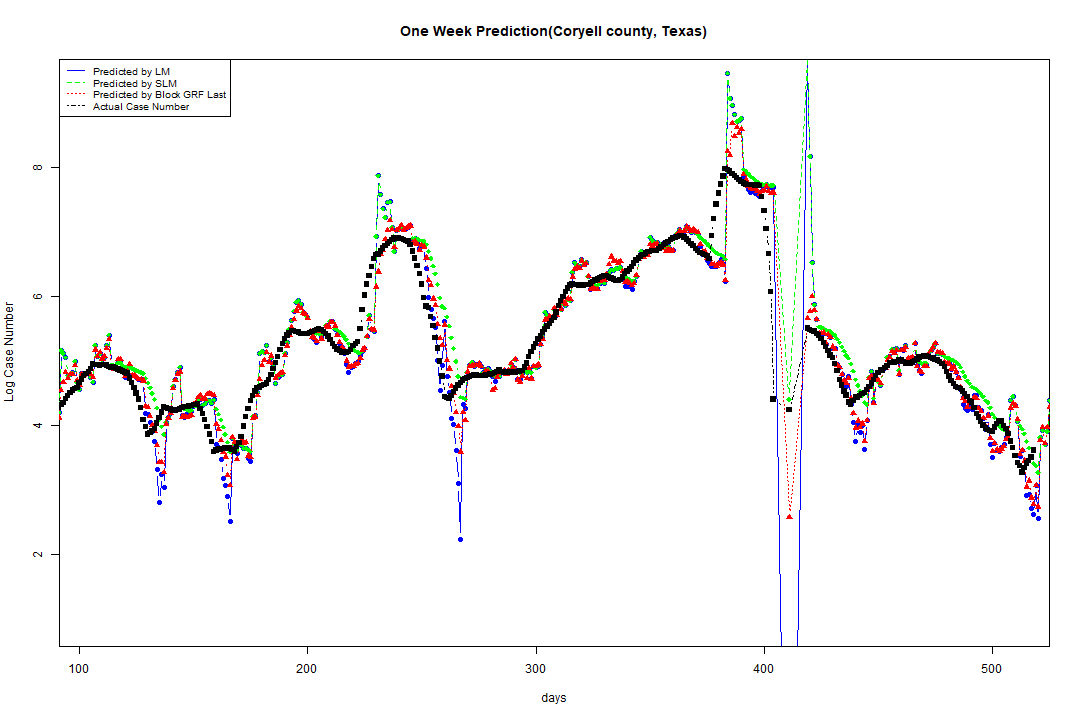 One Week Prediction(Coryell county, Texas)
Predicted by LM
Predicted by SLM
Predicted by Block GRF Last
Actual Case Number
Log Case Number
8
6
4
2
100 200 300 400 500
days